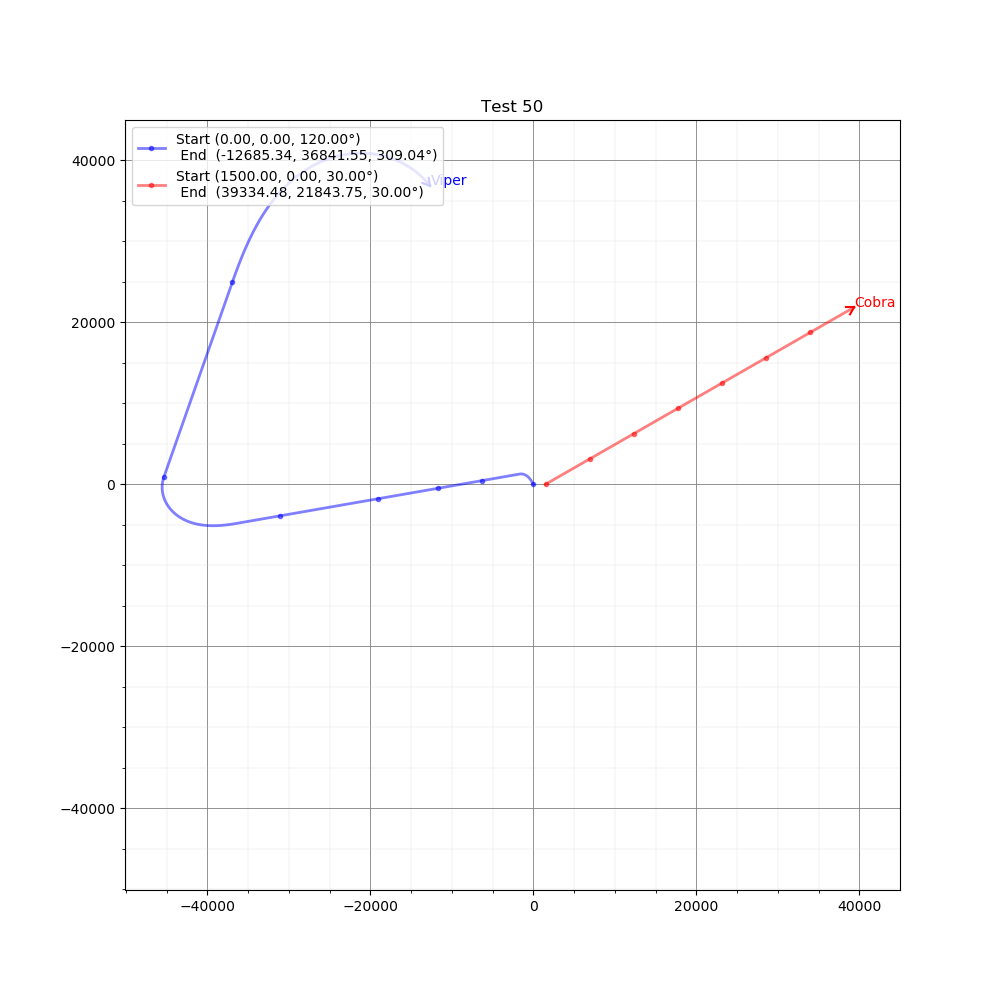 Test 50
Start (0.00, 0.00, 120.00°)
End (-12685.34, 36841.55, 309.04°)
Start (1500.00, 0.00, 30.00°)
End (39334.48, 21843.75, 30.00°)
Viper
Cobra
40000
20000
0
−20000
−40000
−40000
−20000
0
20000
40000